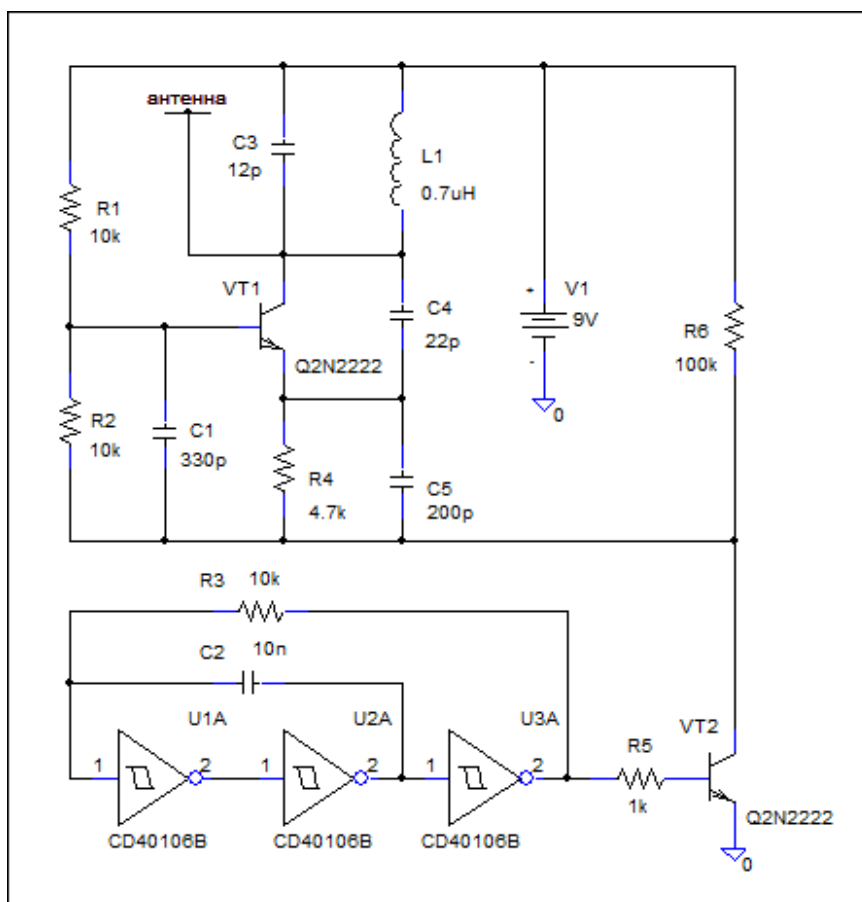 антенна
C3
12p
L1
0.7uH
R1
10k
VT1
Q2N2222
C4
22p
+
V1
9V
-
0
R6
100k
R2
10k
C1
330p
R4
4.7k
C5
200p
R3 10k
C2 10n
U1A
U2A
U3A
1 2
1 2
1 2
CD40106B
CD40106B
CD40106B
R5
1k
VT2
Q2N2222
0